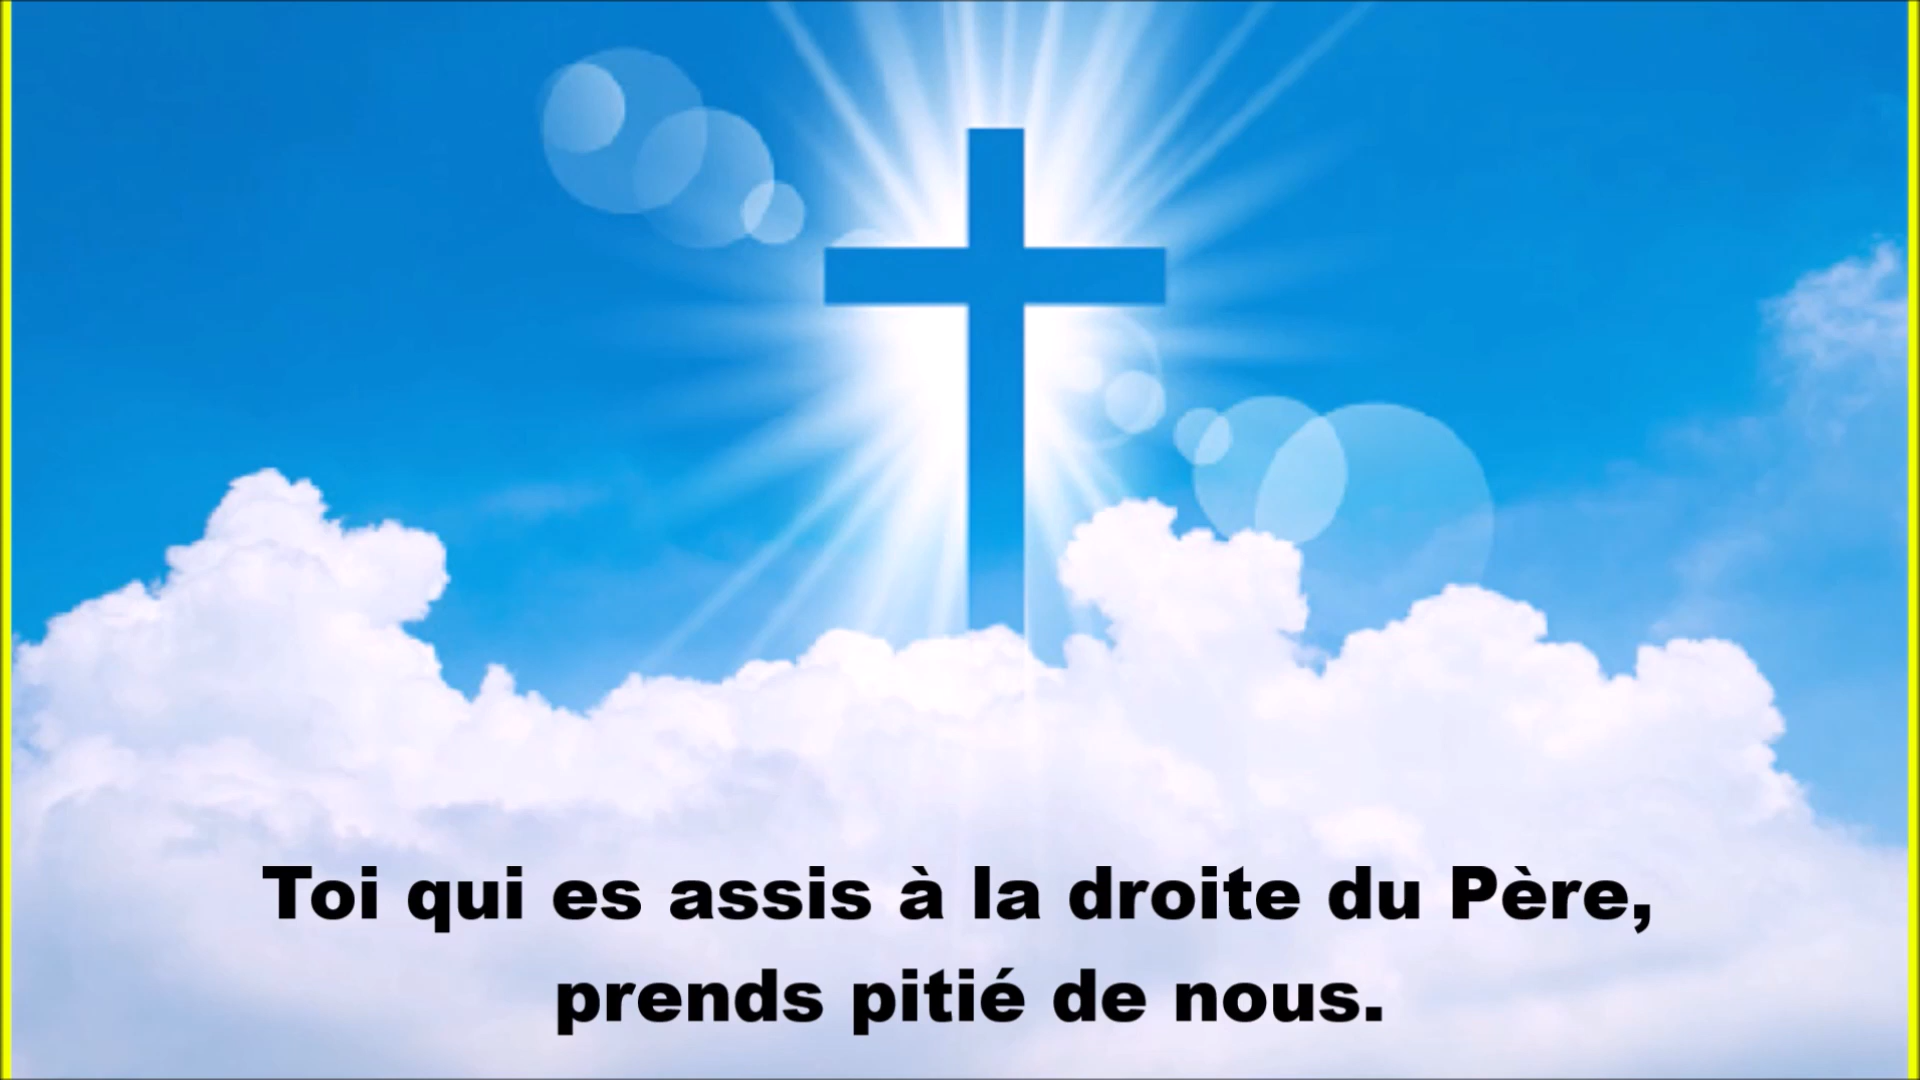 Toi qui es assis à la droite du Père,
prends pitié de nous.